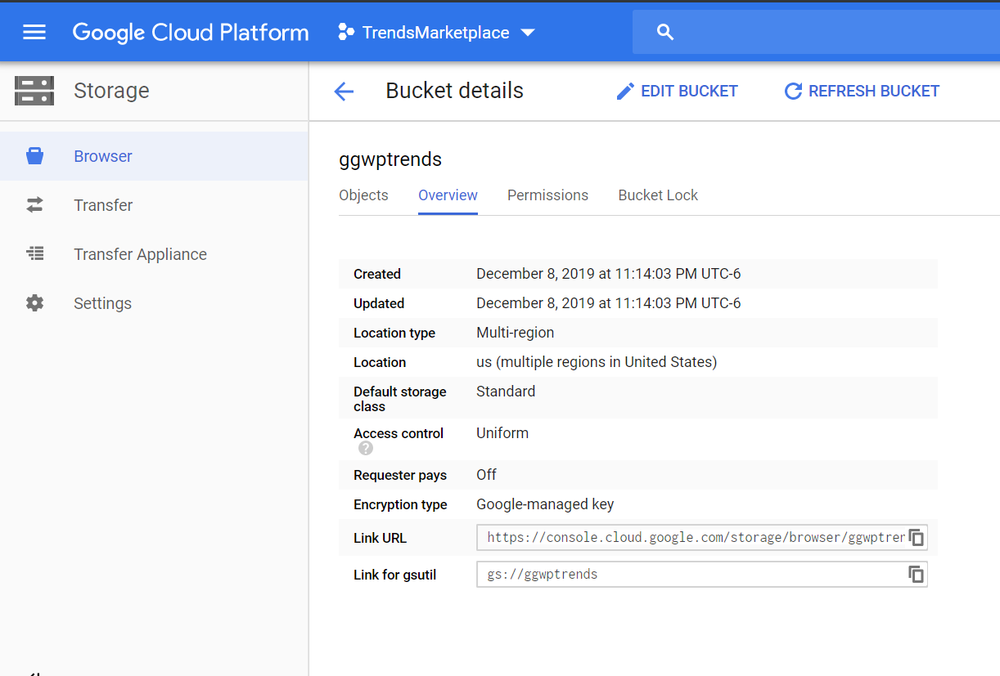 Google Cloud Platform
TrendsMarketplace
Storage
Bucket details
EDIT BUCKET
REFRESH BUCKET
Browser
Transfer
Transfer Appliance
Settings
ggwptrends
Objects
Overview
Permissions
Bucket Lock
Created December 8, 2019 at 11:14:03 PM UTC-6
Updated December 8, 2019 at 11:14:03 PM UTC-6
Location type Multi-region
Location us (multiple regions in United States)
Default storage
class
Standard
Access control Uniform
?
Requester pays Off
Encryption type Google-managed key
Link URL https://console.cloud.google.com/storage/browser/ggwptren
Link for gsutil gs://ggwptrends